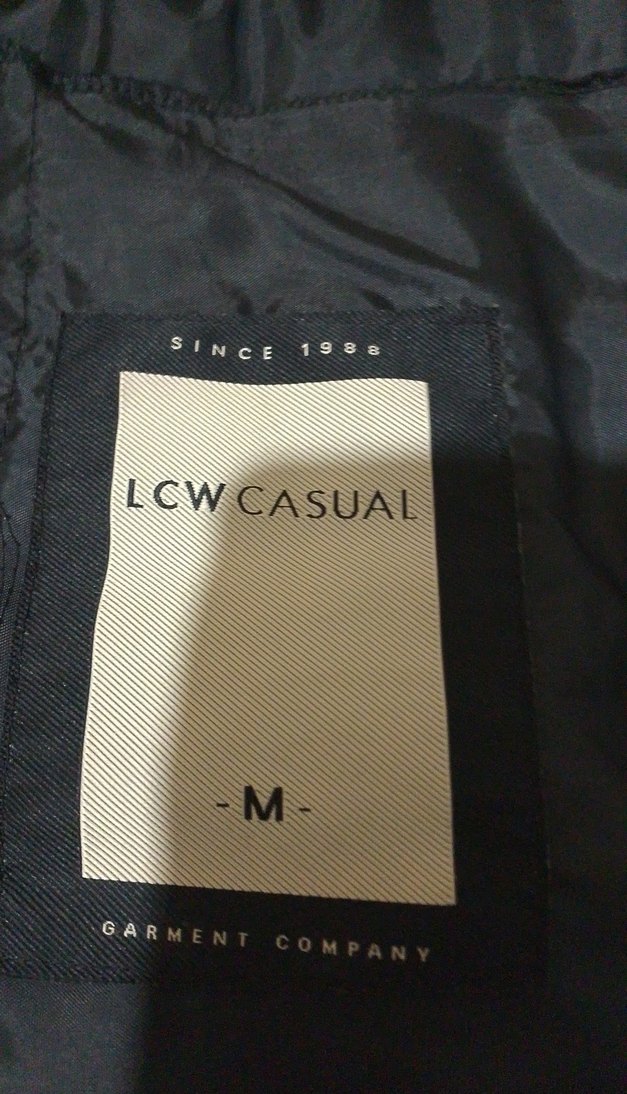 SINCE 1988
LCW CASUAL
-M-
GARMENT COMPANY